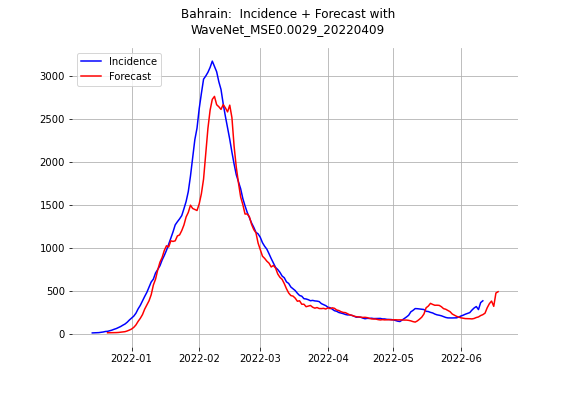 Bahrain:  Incidence + Forecast with
WaveNet_MSE0.0029_20220409
Incidence
Forecast
3000
2500
2000
1500
1000
500
0
2022-01 2022-02 2022-03 2022-04 2022-05 2022-06